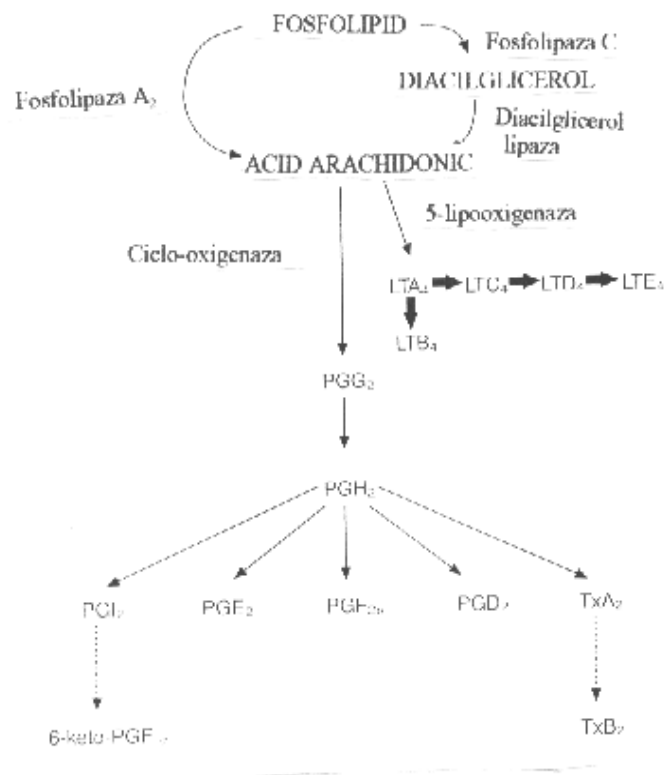 FOSFOLIPID
Fosfolipaza C
Fosfolipaza A₂
DIACILGLICEROL
Diacilglicerol
lipaza
ACID ARACHIDONIC
5-lipooxigenaza
Ciclo-oxigenaza
LTA₄ LTC₄ LTD₄ LTE₄
LTB₄
PGG₂
PGH₂
PGI₂ PGE₂ PGF₂α PGD₂ TxA₂
6-keto-PGF
TxB₂